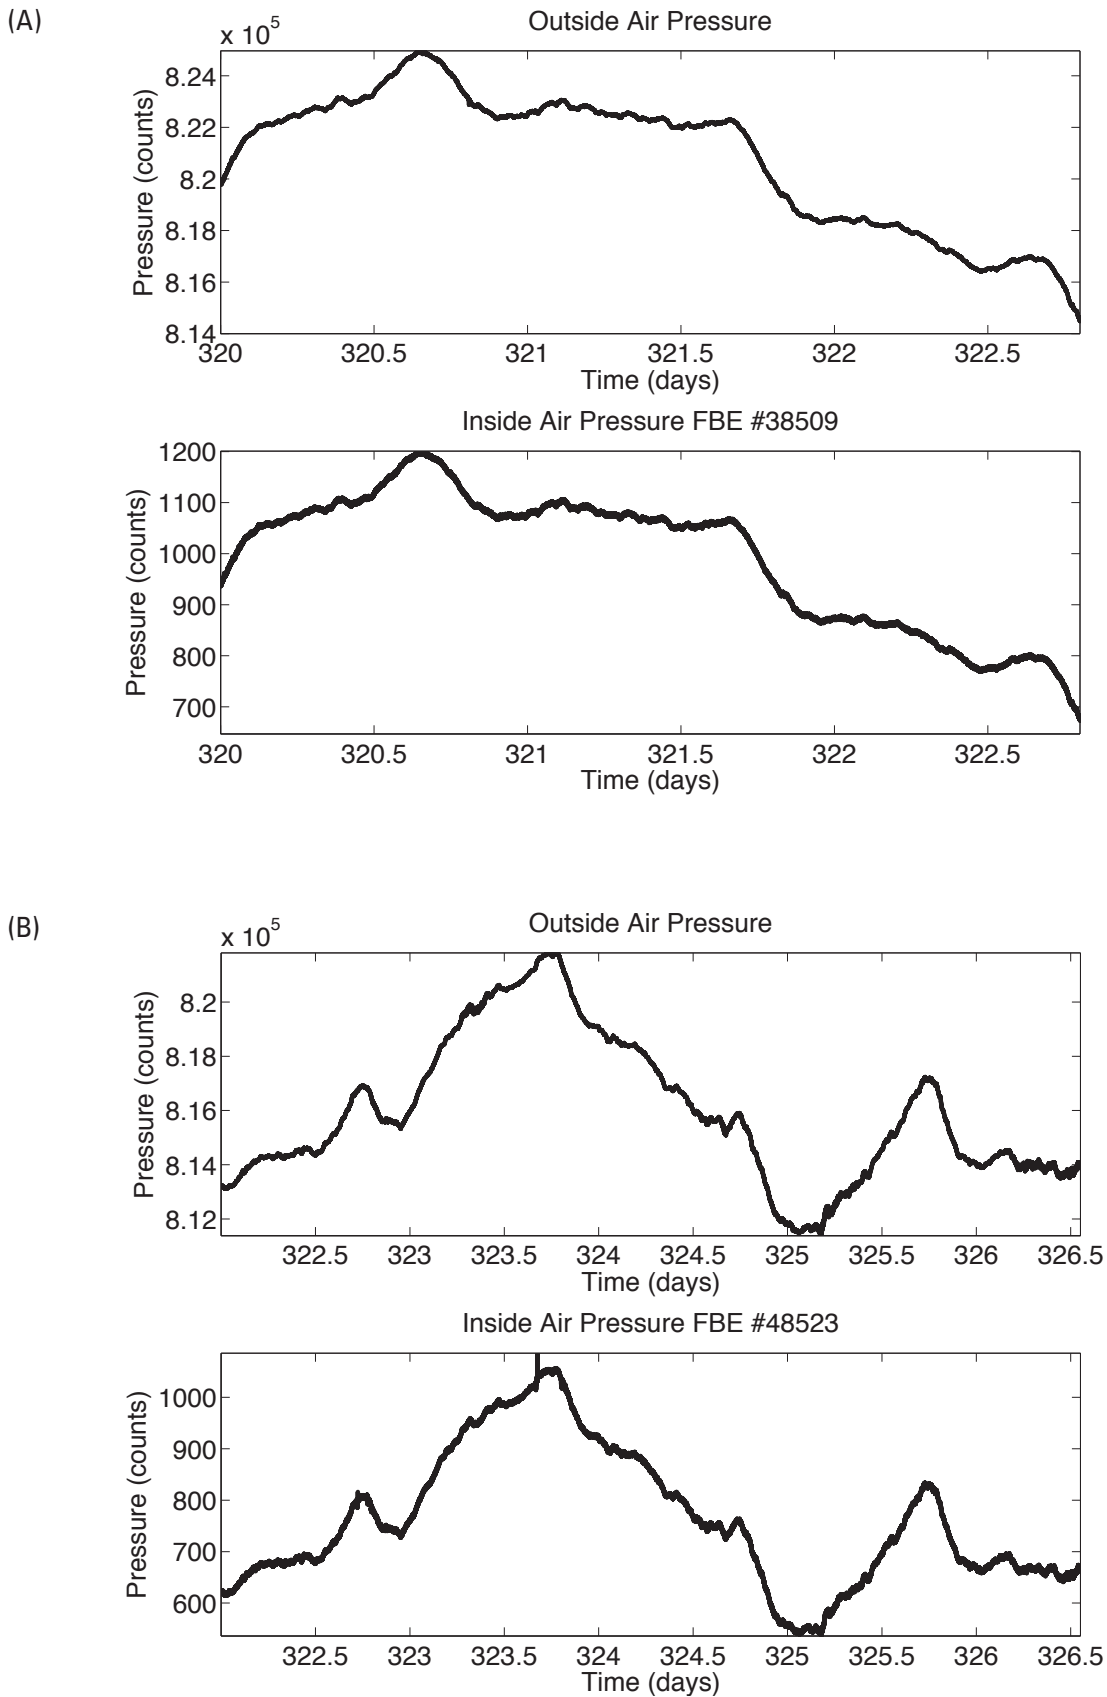 (A)
Outside Air Pressure
x 10^5
Pressure (counts)
8.24
8.22
8.2
8.18
8.16
8.14
320 320.5 321 321.5 322 322.5
Time (days)
Inside Air Pressure FBE #38509
Pressure (counts)
1200
1100
1000
900
800
700
320 320.5 321 321.5 322 322.5
Time (days)
(B)
Outside Air Pressure
x 10^5
Pressure (counts)
8.2
8.18
8.16
8.14
8.12
322.5 323 323.5 324 324.5 325 325.5 326 326.5
Time (days)
Inside Air Pressure FBE #48523
Pressure (counts)
1000
900
800
700
600
322.5 323 323.5 324 324.5 325 325.5 326 326.5
Time (days)